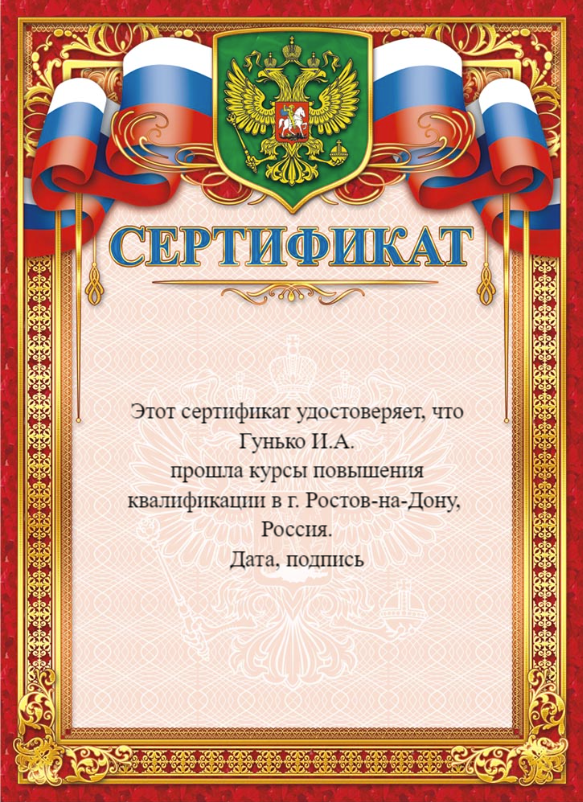 СЕРТИФИКАТ
Этот сертификат удостоверяет, что
Гунько И.А.
прошла курсы повышения
квалификации в г. Ростов-на-Дону,
Россия.
Дата, подпись